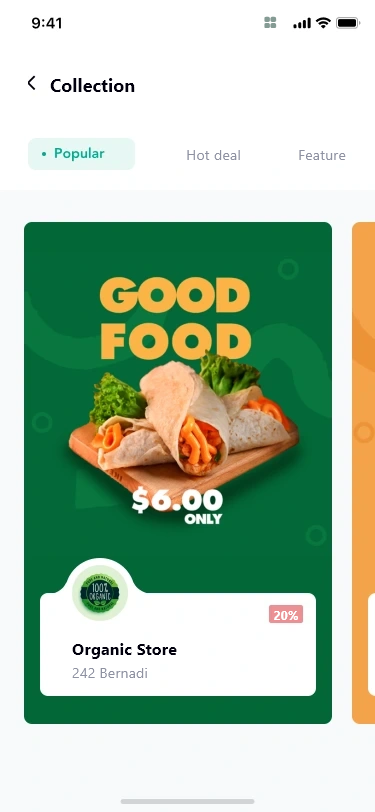 9:41
Collection
• Popular
Hot deal
Feature
GOOD
FOOD
$6.00
ONLY
100%
ORGANIC
20%
Organic Store
242 Bernadi